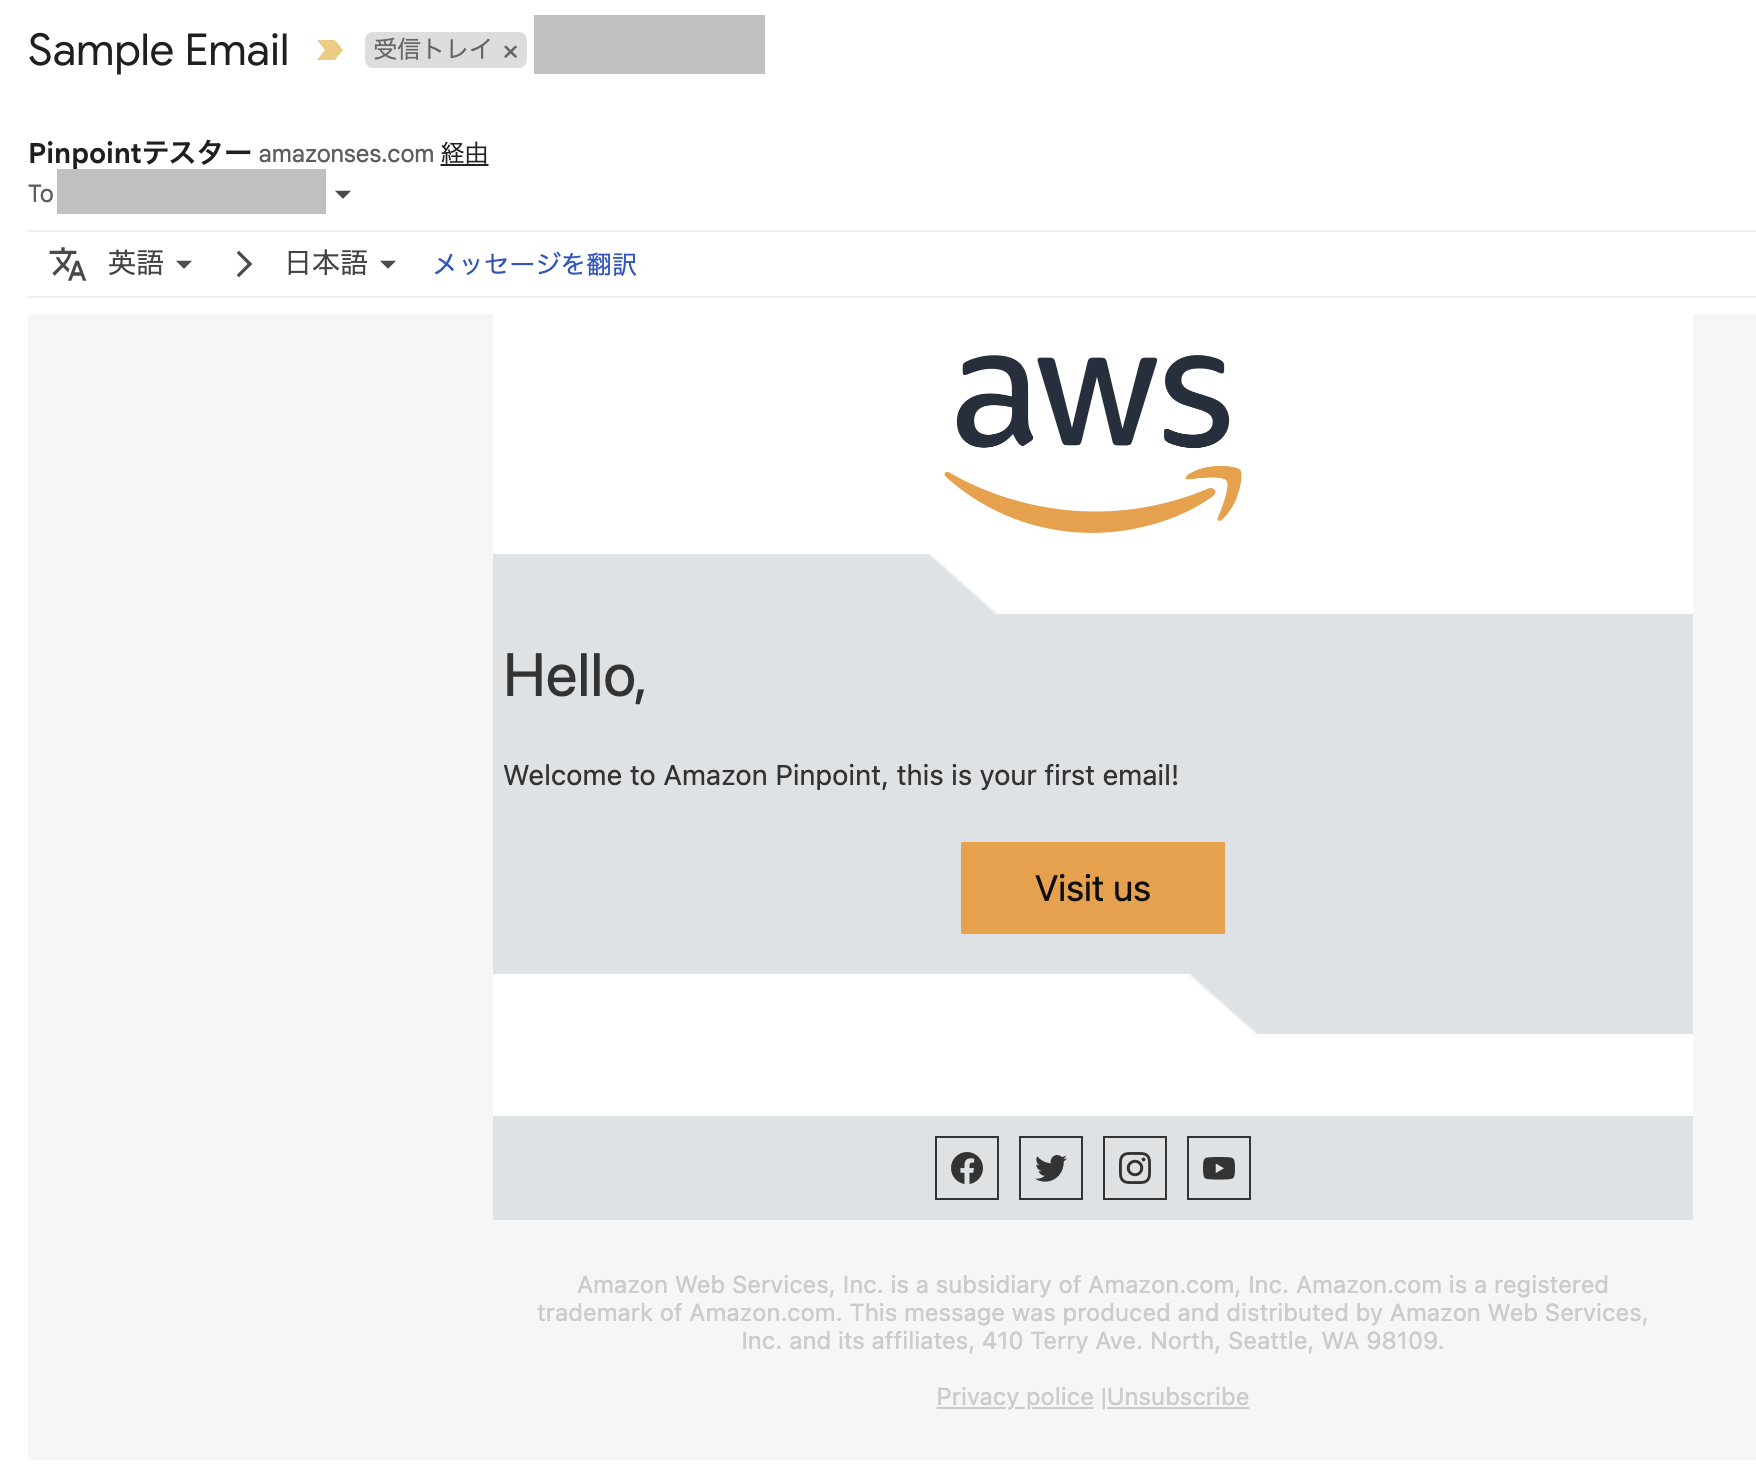 Sample Email 受信トレイ ×
Pinpointテスター amazonses.com 経由
To
英語 日本語 メッセージを翻訳
aws
Hello,
Welcome to Amazon Pinpoint, this is your first email!
Visit us
Amazon Web Services, Inc. is a subsidiary of Amazon.com, Inc. Amazon.com is a registered
trademark of Amazon.com. This message was produced and distributed by Amazon Web Services,
Inc. and its affiliates, 410 Terry Ave. North, Seattle, WA 98109.
Privacy police |Unsubscribe